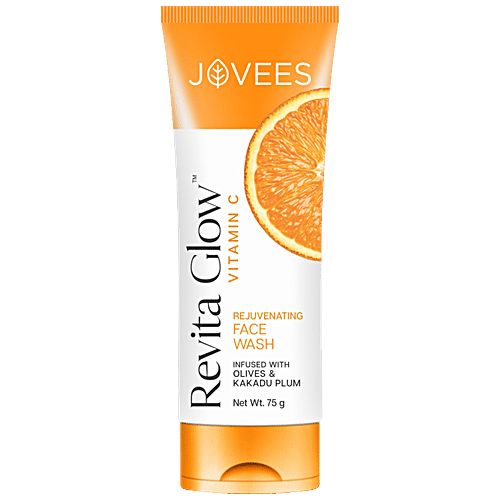 JOVEES
Revita Glow™
VITAMIN C
REJUVENATING
FACE
WASH
INFUSED WITH
OLIVES &
KAKADU PLUM
Net Wt. 75 g